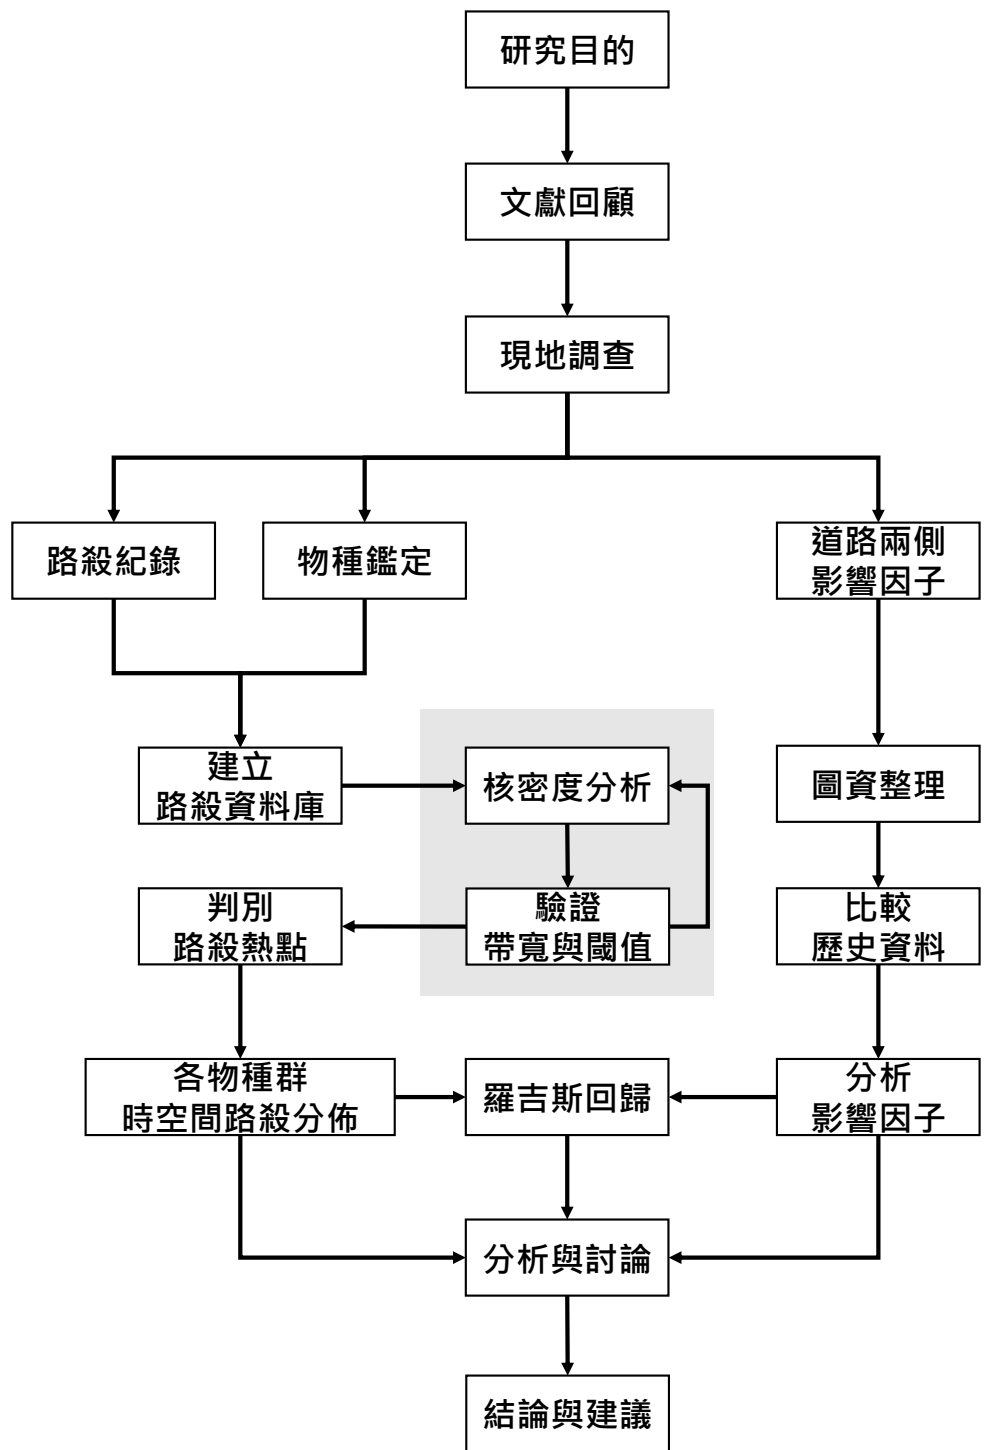 研究目的
文獻回顧
現地調查
路殺紀錄
物種鑑定
道路兩側
影響因子
建立
路殺資料庫
核密度分析
圖資整理
判別
路殺熱點
驗證
帶寬與閾值
比較
歷史資料
各物種群
時空間路殺分佈
羅吉斯回歸
分析
影響因子
分析與討論
結論與建議